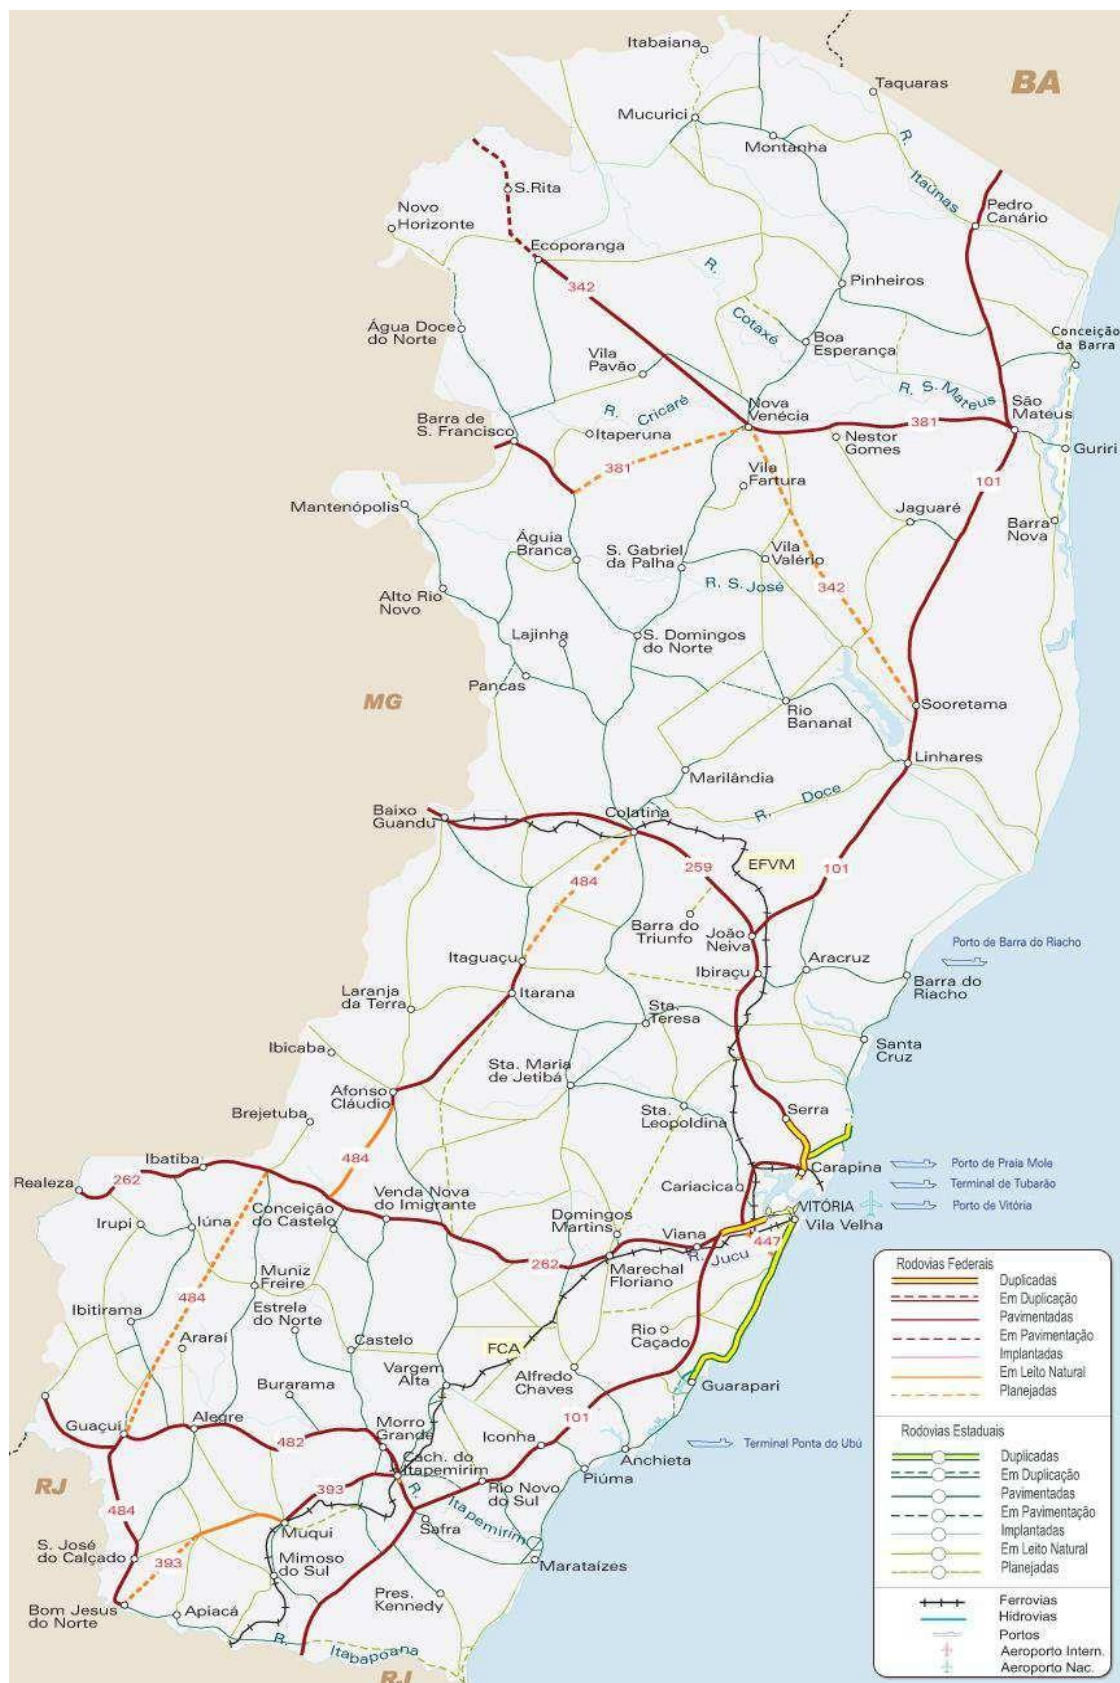 Itabaiana
BA
Taquaras
Mucurici
Montanha
R.
Itaúnas
S.Rita
Novo
Horizonte
Pedro
Canário
Ecoporanga
342
R.
Pinheiros
Cotaxé
Água Doce
do Norte
Boa
Esperança
Conceição
da Barra
Vila
Pavão
R. S. Mateus
Nova
Venécia
São
Mateus
R. Cricaré
Barra de
S. Francisco
Itaperuna
381
Nestor
Gomes
Guriri
381
Vila
Fartura
101
Mantenópolis
Jaguaré
Barra
Nova
Águia
Branca
S. Gabriel
da Palha
Vila
Valério
R. S. José
342
Alto Rio
Novo
Lajinha
S. Domingos
do Norte
Pancas
MG
Rio
Bananal
Sooretama
Linhares
Marilândia
R. Doce
Baixo
Guandú
Colatina
259
EFVM
101
484
Barra do
Triunfo
João
Neiva
Porto de Barra do Riacho
Itaguaçu
Ibiraçu
Aracruz
Barra do
Riacho
Laranja
da Terra
Itarana
Sta.
Teresa
Ibicaba
Santa
Cruz
Sta. Maria
de Jetibá
Afonso
Cláudio
Brejetuba
Sta.
Leopoldina
Serra
484
Ibatiba
Realeza
262
Carapina
Porto de Praia Mole
Terminal de Tubarão
Porto de Vitória
Cariacica
Venda Nova
do Imigrante
Conceição
do Castelo
Irupi
Iúna
Domingos
Martins
VITÓRIA
Vila Velha
Viana
447
R. Jucu
262
Marechal
Floriano
Muniz
Freire
484
Ibitirama
Estrela
do Norte
Araraí
Castelo
FCA
Rio
Caçado
Vargem
Alta
Alfredo
Chaves
Guarapari
Burarama
Guaçuí
Alegre
482
Morro
Grande
101
Iconha
Cach. do
Itapemirim
Anchieta
Terminal Ponta do Ubú
Piúma
RJ
484
393
Rio Novo
do Sul
R. Itapemirim
Safra
Muqui
S. José
do Calçado
393
Mimoso
do Sul
Marataízes
Pres.
Kennedy
Bom Jesus
do Norte
Apiacá
R. Itabapoana
RJ
Rodovias Federais
Duplicadas
Em Duplicação
Pavimentadas
Em Pavimentação
Implantadas
Em Leito Natural
Planejadas
Rodovias Estaduais
Duplicadas
Em Duplicação
Pavimentadas
Em Pavimentação
Implantadas
Em Leito Natural
Planejadas
Ferrovias
Hidrovias
Portos
Aeroporto Intern.
Aeroporto Nac.